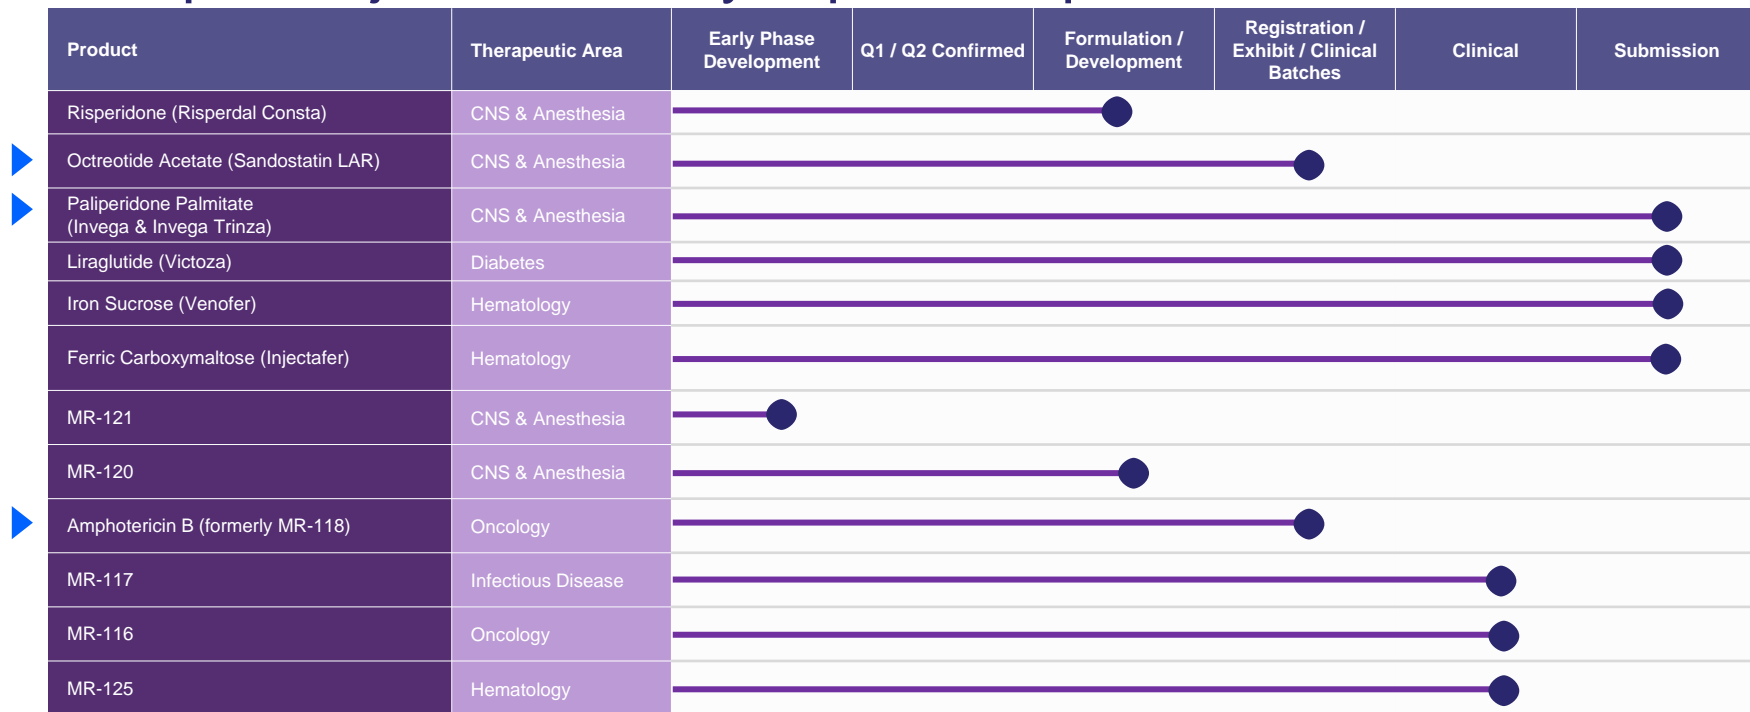 Product
Therapeutic Area
Early Phase
Development
Q1 / Q2 Confirmed
Formulation /
Development
Registration /
Exhibit / Clinical
Batches
Clinical
Submission
Risperidone (Risperdal Consta)
CNS & Anesthesia
Octreotide Acetate (Sandostatin LAR)
CNS & Anesthesia
Paliperidone Palmitate
(Invega & Invega Trinza)
CNS & Anesthesia
Liraglutide (Victoza)
Diabetes
Iron Sucrose (Venofer)
Hematology
Ferric Carboxymaltose (Injectafer)
Hematology
MR-121
CNS & Anesthesia
MR-120
CNS & Anesthesia
Amphotericin B (formerly MR-118)
Oncology
MR-117
Infectious Disease
MR-116
Oncology
MR-125
Hematology